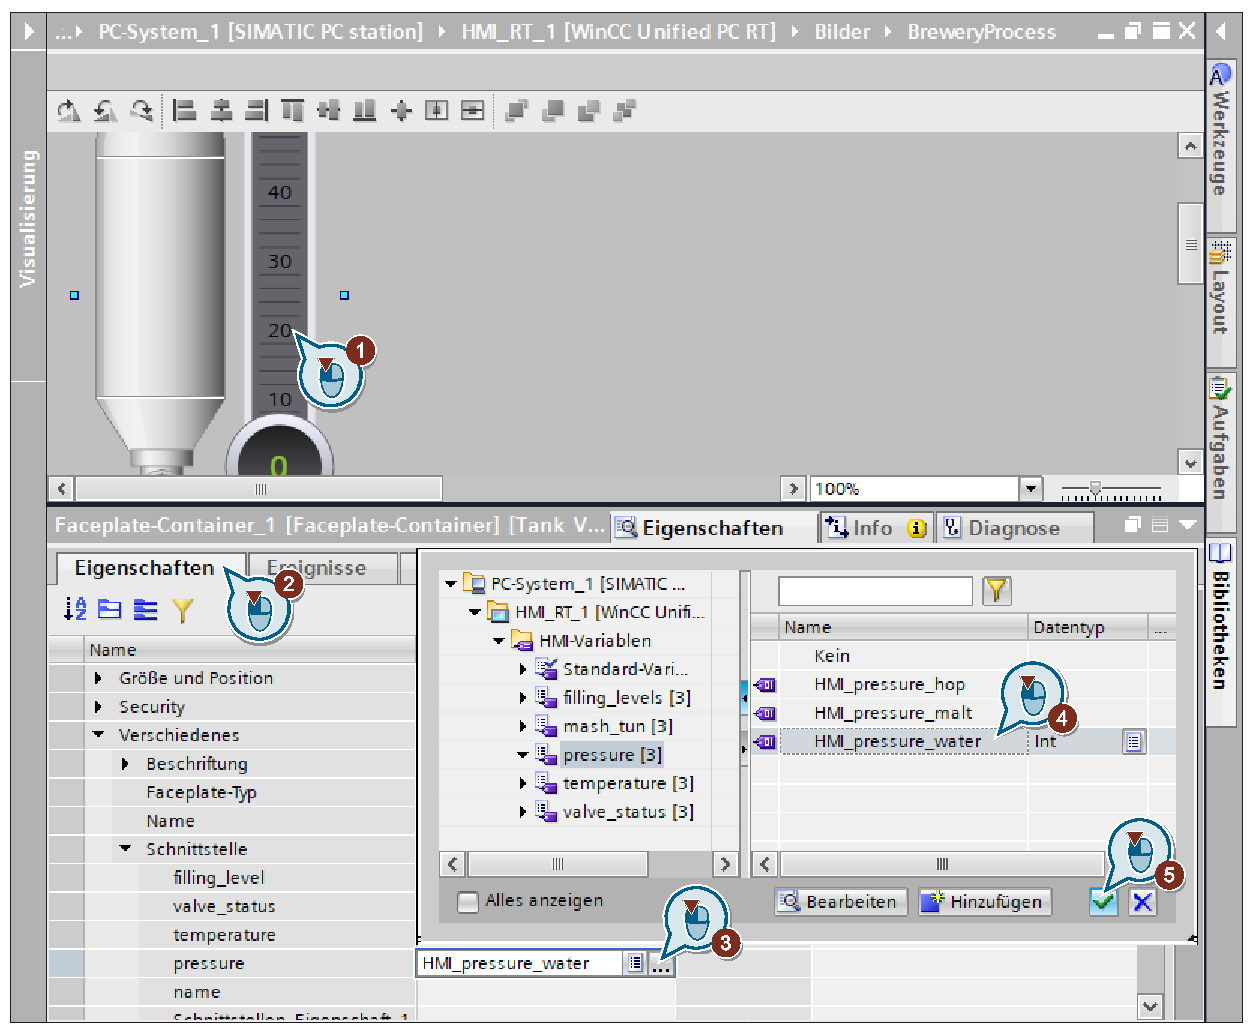 ...▸ PC-System_1 [SIMATIC PC station] ▸ HMI_RT_1 [WinCC Unified PC RT] ▸ Bilder ▸ BreweryProcess
Visualisierung
40
30
20
1
10
0
100%
Werkzeuge
Layout
Aufgaben
Bibliotheken
Faceplate-Container_1 [Faceplate-Container] [Tank V...
Eigenschaften
Info
Diagnose
Eigenschaften
Ereignisse
2
Name
Größe und Position
Security
Verschiedenes
Beschriftung
Faceplate-Typ
Name
Schnittstelle
filling_level
valve_status
temperature
pressure
name
PC-System_1 [SIMATIC ...
HMI_RT_1 [WinCC Unifi...
HMI-Variablen
Standard-Vari...
filling_levels [3]
mash_tun [3]
pressure [3]
temperature [3]
valve_status [3]
Name
Datentyp
...
Kein
HMI_pressure_hop
HMI_pressure_malt
4
HMI_pressure_water
Int
5
Alles anzeigen
Bearbeiten
Hinzufügen
3
HMI_pressure_water
...
Schnittstellen_Eigenschaft_1